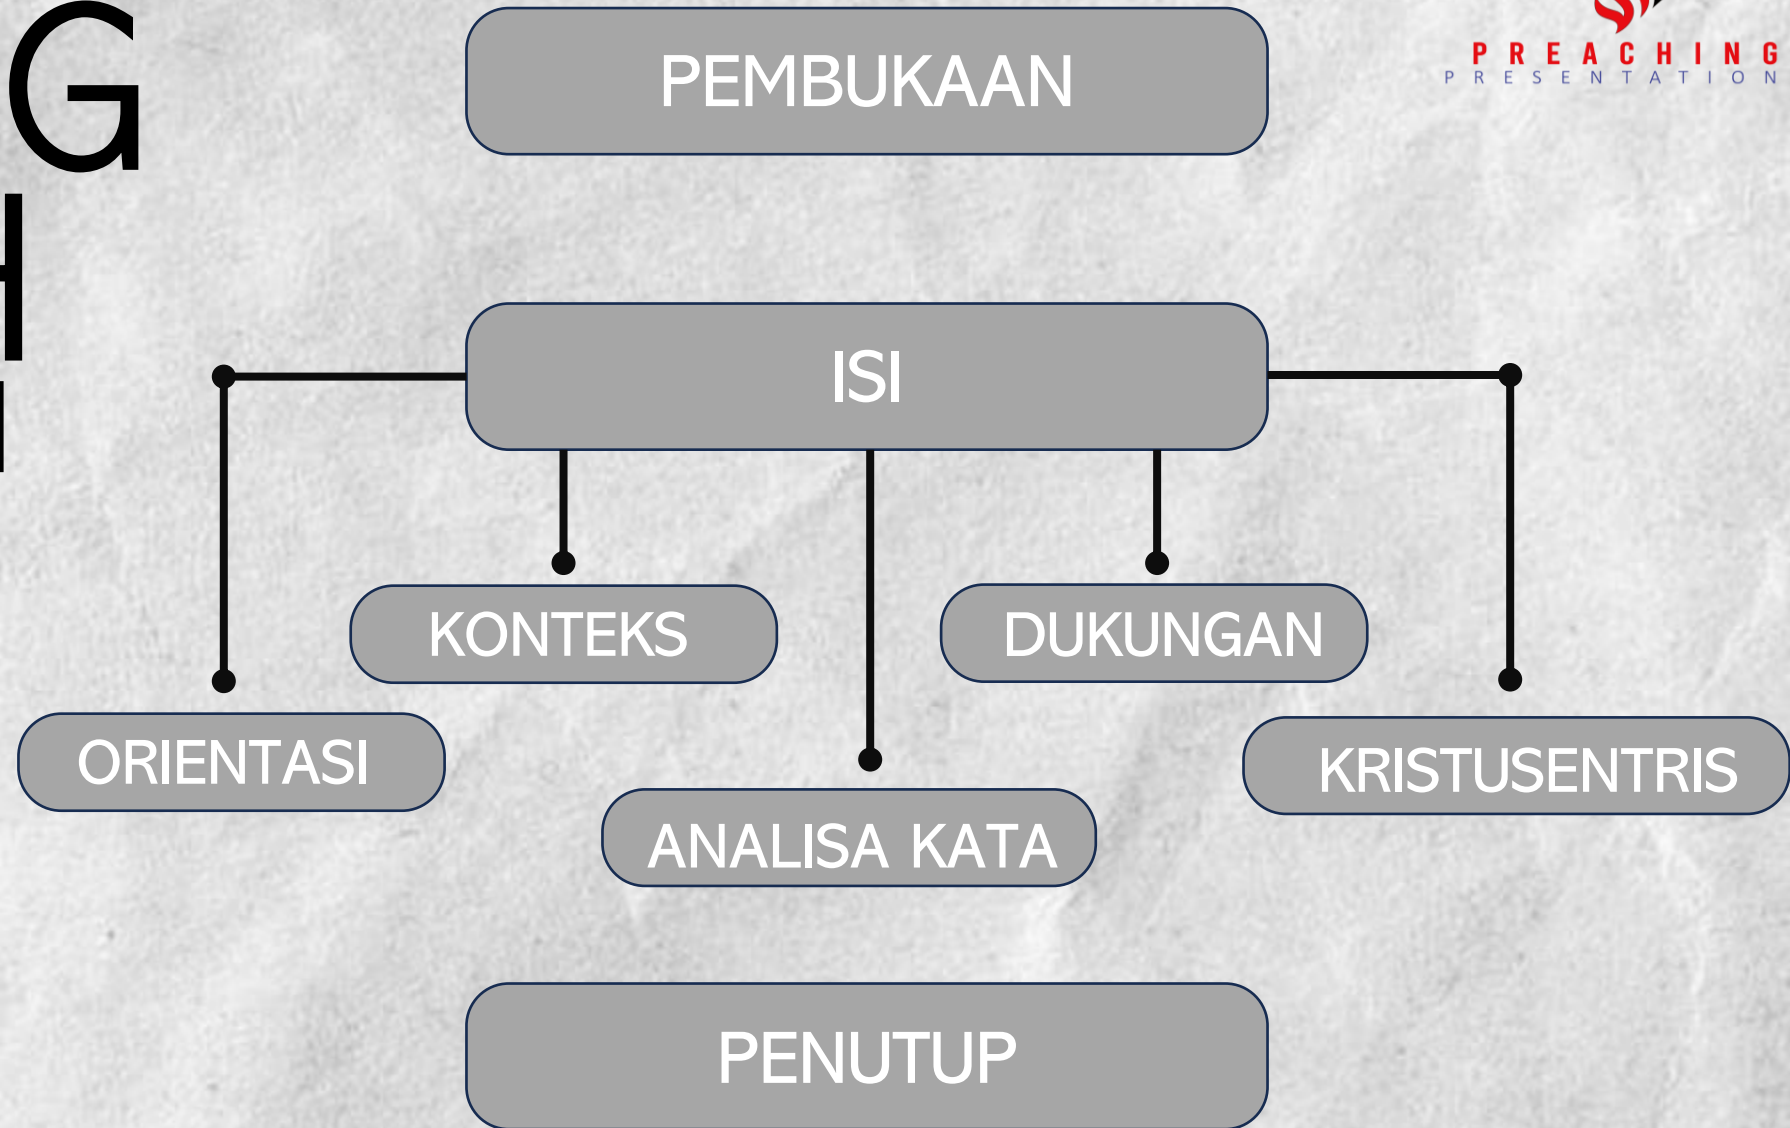 G
H
PREACHING
PRESENTATION
PEMBUKAAN
ISI
KONTEKS
DUKUNGAN
ORIENTASI
KRISTUSENTRIS
ANALISA KATA
PENUTUP